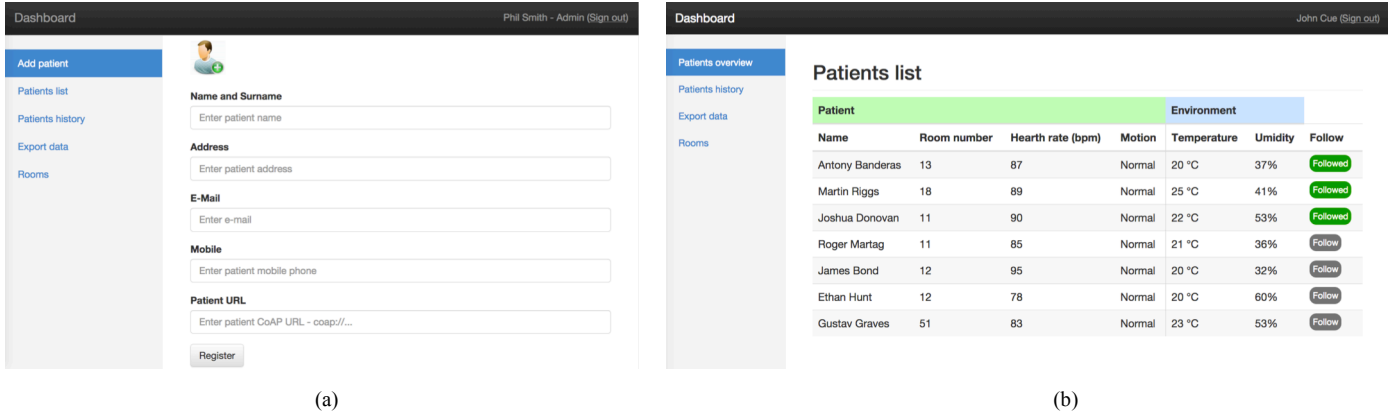 Dashboard
Phil Smith - Admin (Sign out)
Add patient
Patients list
Patients history
Export data
Rooms
Name and Surname
Enter patient name
Address
Enter patient address
E-Mail
Enter e-mail
Mobile
Enter patient mobile phone
Patient URL
Enter patient CoAP URL - coap://...
Register
(a)
Dashboard
John Cue (Sign out)
Patients overview
Patients history
Export data
Rooms
Patients list
Patient Environment
Name Room number Hearth rate (bpm) Motion Temperature Umidity Follow
Antony Banderas 13 87 Normal 20 °C 37% Followed
Martin Riggs 18 89 Normal 25 °C 41% Followed
Joshua Donovan 11 90 Normal 22 °C 53% Followed
Roger Martag 11 85 Normal 21 °C 36% Follow
James Bond 12 95 Normal 20 °C 32% Follow
Ethan Hunt 12 78 Normal 20 °C 60% Follow
Gustav Graves 51 83 Normal 23 °C 53% Follow
(b)